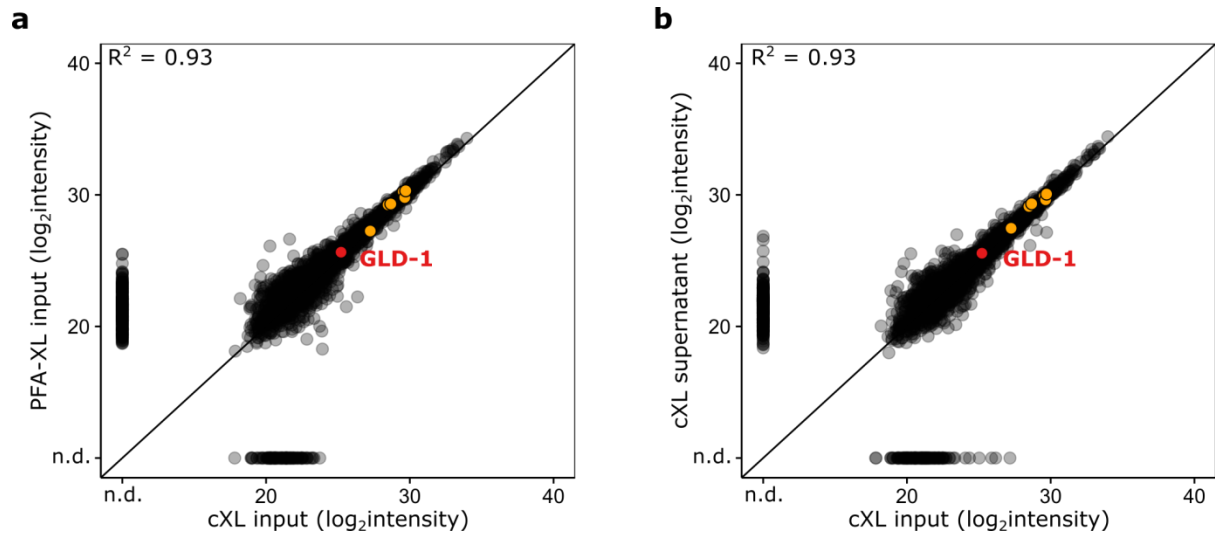 a
R² = 0.93
PFA-XL input (log₂intensity)
40
30
20
n.d.
GLD-1
n.d.
20
30
40
cXL input (log₂intensity)
b
R² = 0.93
cXL supernatant (log₂intensity)
40
30
20
n.d.
GLD-1
n.d.
20
30
40
cXL input (log₂intensity)